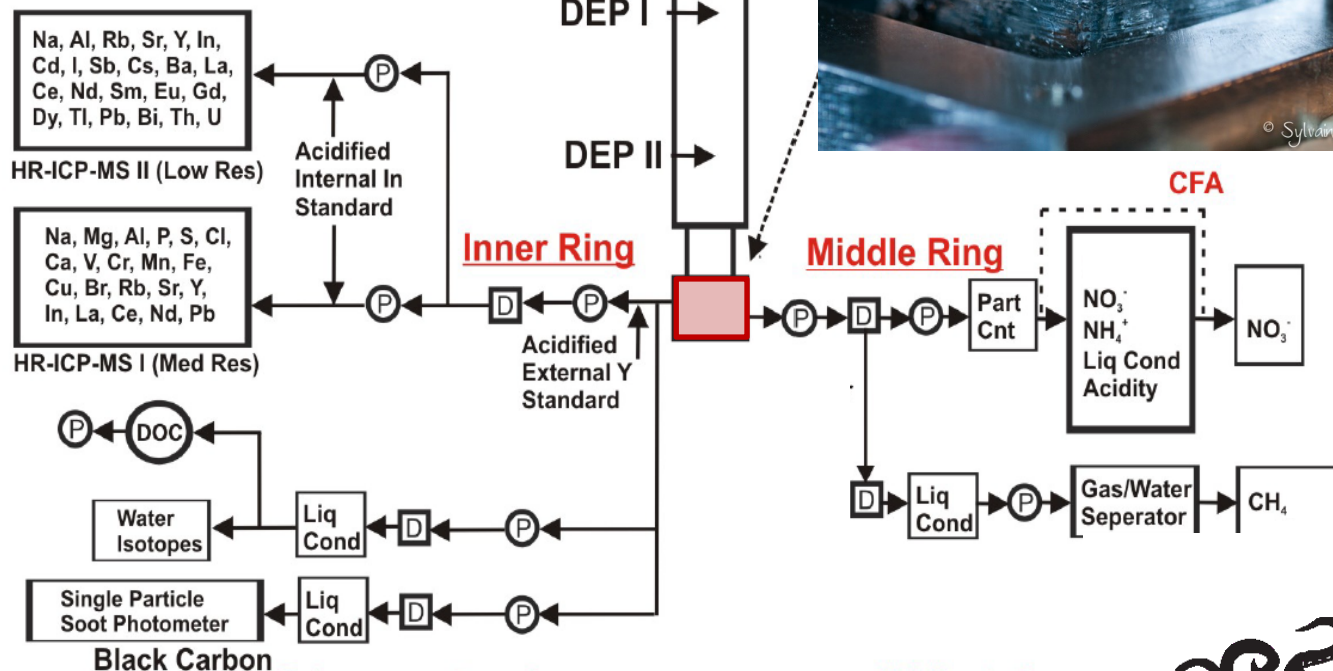 DEP I
Na, Al, Rb, Sr, Y, In,
Cd, I, Sb, Cs, Ba, La,
Ce, Nd, Sm, Eu, Gd,
Dy, Tl, Pb, Bi, Th, U
HR-ICP-MS II (Low Res)
P
Acidified
Internal In
Standard
DEP II
© Sylvain
CFA
Na, Mg, Al, P, S, Cl,
Ca, V, Cr, Mn, Fe,
Cu, Br, Rb, Sr, Y,
In, La, Ce, Nd, Pb
HR-ICP-MS I (Med Res)
P
D
P
Inner Ring
Acidified
External Y
Standard
Middle Ring
P
D
P
Part
Cnt
NO₃⁻
NH₄⁺
Liq Cond
Acidity
NO₃⁻
P
DOC
Water
Isotopes
Liq
Cond
D
P
D
Liq
Cond
P
Gas/Water
Seperator
CH₄
Single Particle
Soot Photometer
Liq
Cond
D
P
Black Carbon